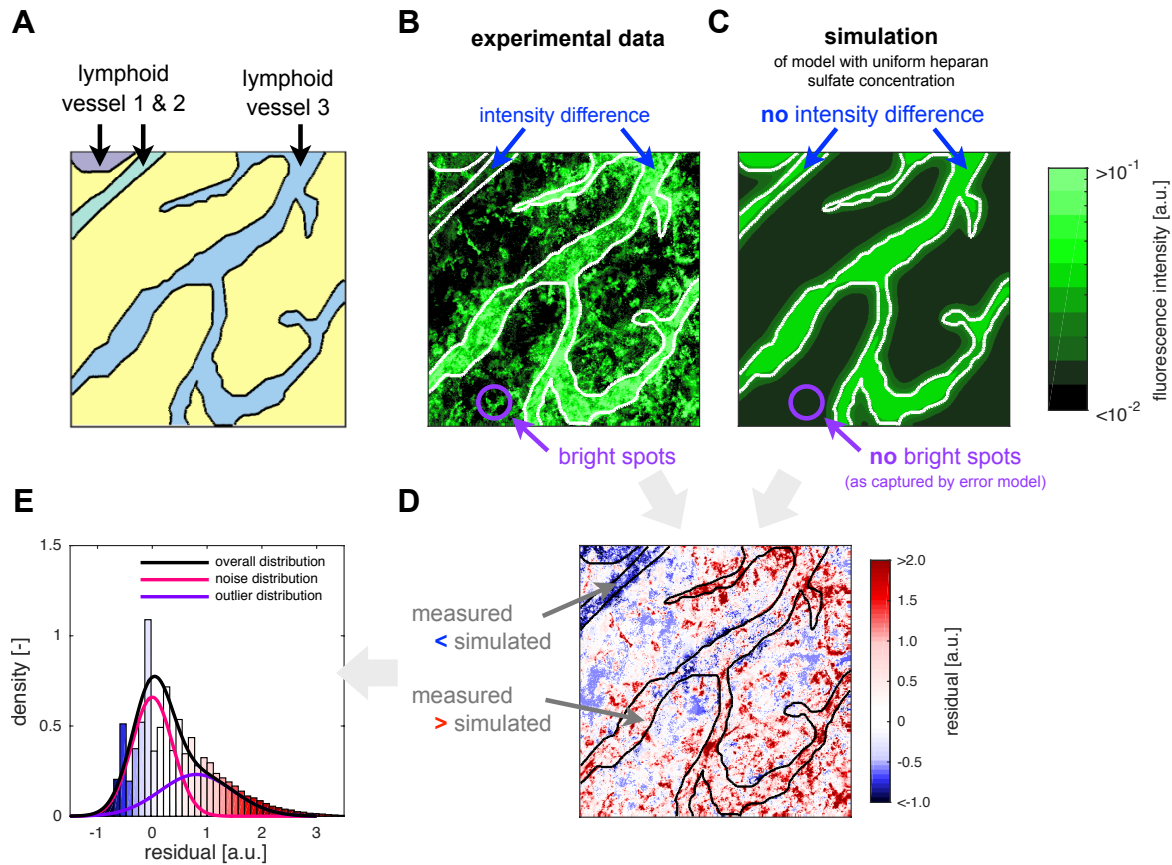 A
lymphoid
vessel 1 & 2
lymphoid
vessel 3
B
experimental data
intensity difference
bright spots
C
simulation
of model with uniform heparan
sulfate concentration
no intensity difference
no bright spots
(as captured by error model)
>10-1
<10-2
fluorescence intensity [a.u.]
E
1.5
1
0.5
0
density [-]
overall distribution
noise distribution
outlier distribution
-1
0
1
2
3
residual [a.u.]
D
measured
< simulated
measured
> simulated
>2.0
1.5
1.0
0.5
0
-0.5
<-1.0
residual [a.u.]